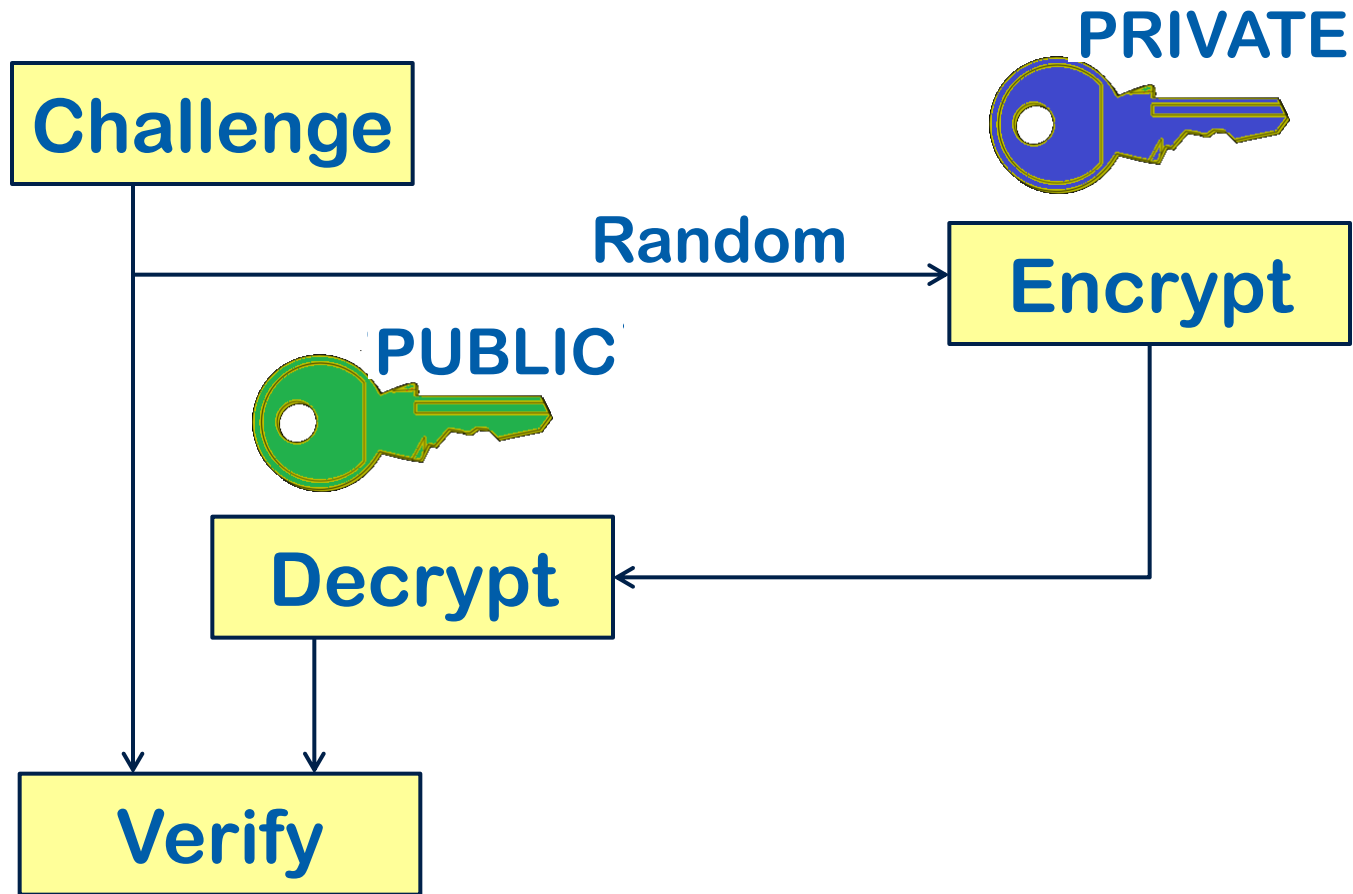 PRIVATE
Challenge
Random
Encrypt
PUBLIC
Decrypt
Verify